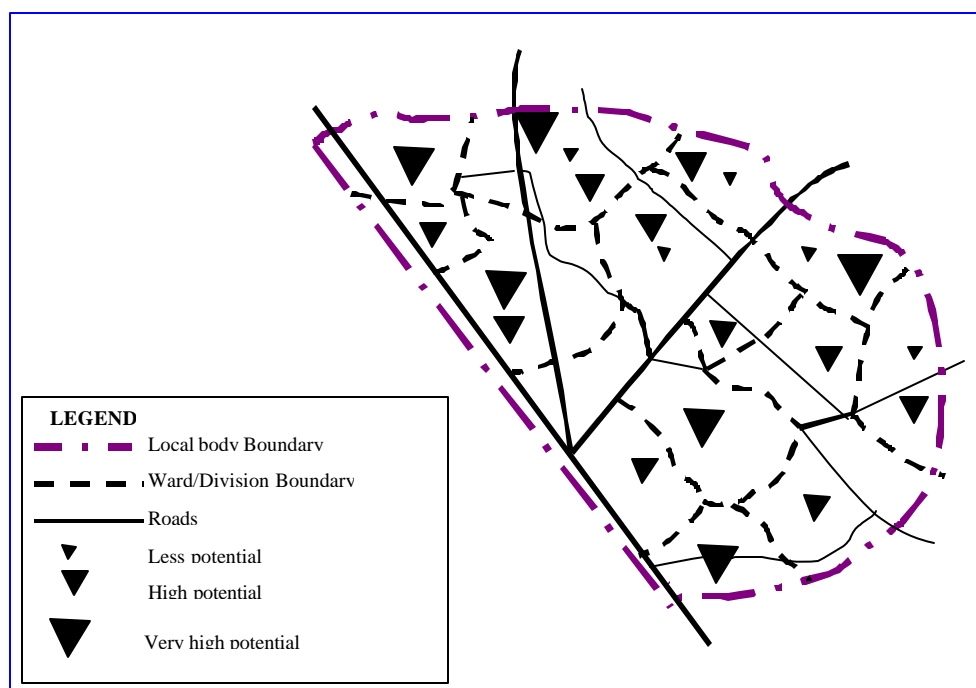 LEGEND
Local body Boundary
Ward/Division Boundary
Roads
Less potential
High potential
Very high potential